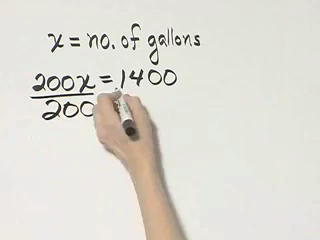 x = no. of gallons
200x = 1400
200